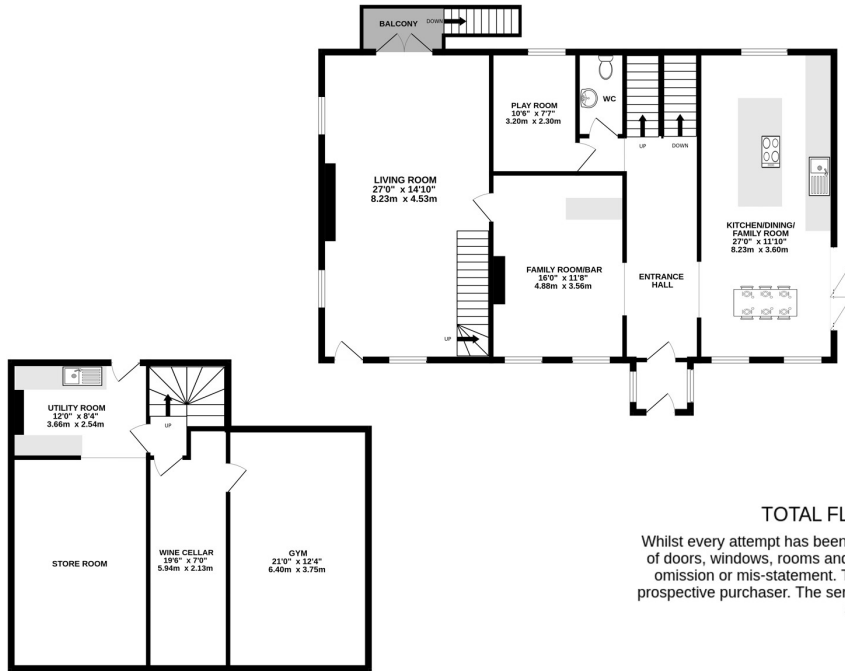 BALCONY
DOWN
PLAY ROOM
10'6" x 7'7"
3.20m x 2.30m
WC
UP
DOWN
LIVING ROOM
27'0" x 14'10"
8.23m x 4.53m
KITCHEN/DINING/
FAMILY ROOM
27'0" x 11'10"
8.23m x 3.60m
FAMILY ROOM/BAR
16'0" x 11'8"
4.88m x 3.56m
ENTRANCE
HALL
UP
UTILITY ROOM
12'0" x 8'4"
3.66m x 2.54m
UP
STORE ROOM
WINE CELLAR
19'6" x 7'0"
5.94m x 2.13m
GYM
21'0" x 12'4"
6.40m x 3.75m
TOTAL FL
Whilst every attempt has been
of doors, windows, rooms and
omission or mis-statement. T
prospective purchaser. The ser